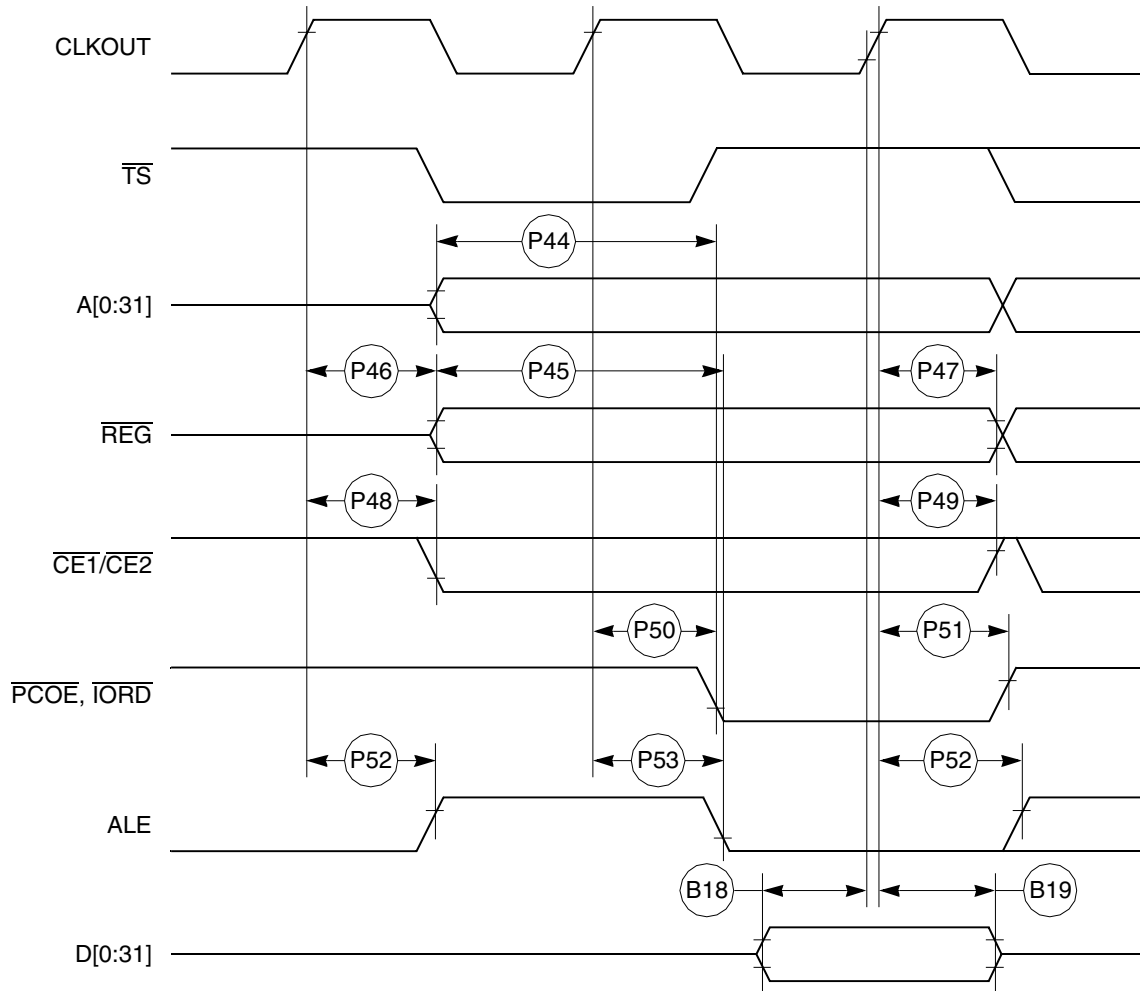 CLKOUT
TS
P44
A[0:31]
P46 P45 P47
REG
P48 P49
CE1/CE2
P50 P51
PCOE, IORD
P52 P53 P52
ALE
B18 B19
D[0:31]